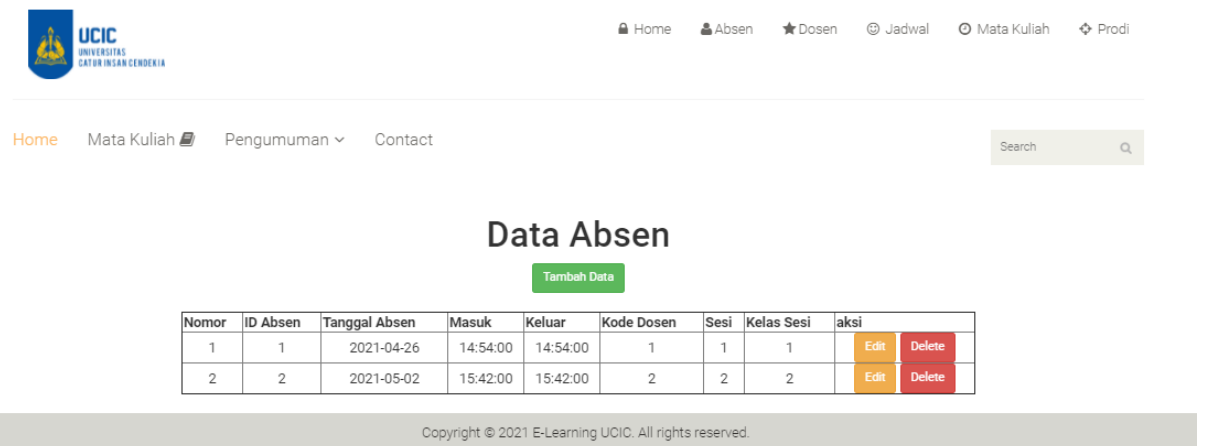 UCIC
UNIVERSITAS
CATUR INSAN CENDEKIA
Home Absen Dosen Jadwal Mata Kuliah Prodi
Home Mata Kuliah Pengumuman Contact
Search
Data Absen
Tambah Data
Nomor ID Absen Tanggal Absen Masuk Keluar Kode Dosen Sesi Kelas Sesi aksi
1 1 2021-04-26 14:54:00 14:54:00 1 1 1 Edit Delete
2 2 2021-05-02 15:42:00 15:42:00 2 2 2 Edit Delete
Copyright © 2021 E-Learning UCIC. All rights reserved.